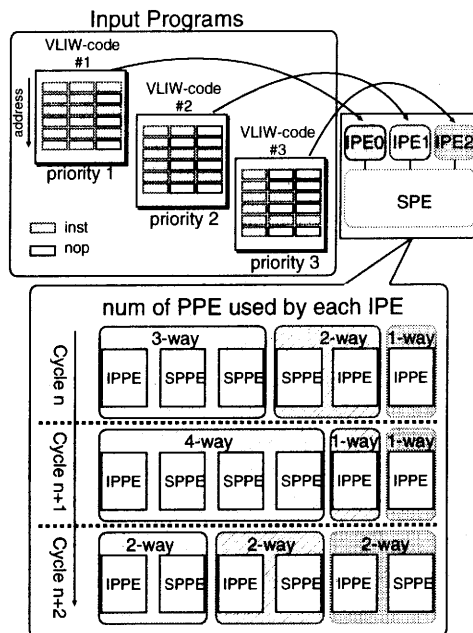 Input Programs
VLIW-code
#1
VLIW-code
#2
VLIW-code
#3
address
priority 1
priority 2
priority 3
inst
nop
IPE0 IPE1 IPE2
SPE
num of PPE used by each IPE
Cycle n
3-way 2-way 1-way
IPPE SPPE SPPE SPPE IPPE IPPE
Cycle n+1
4-way 1-way 1-way
IPPE SPPE SPPE SPPE IPPE IPPE
Cycle n+2
2-way 2-way 2-way
IPPE SPPE IPPE SPPE IPPE SPPE